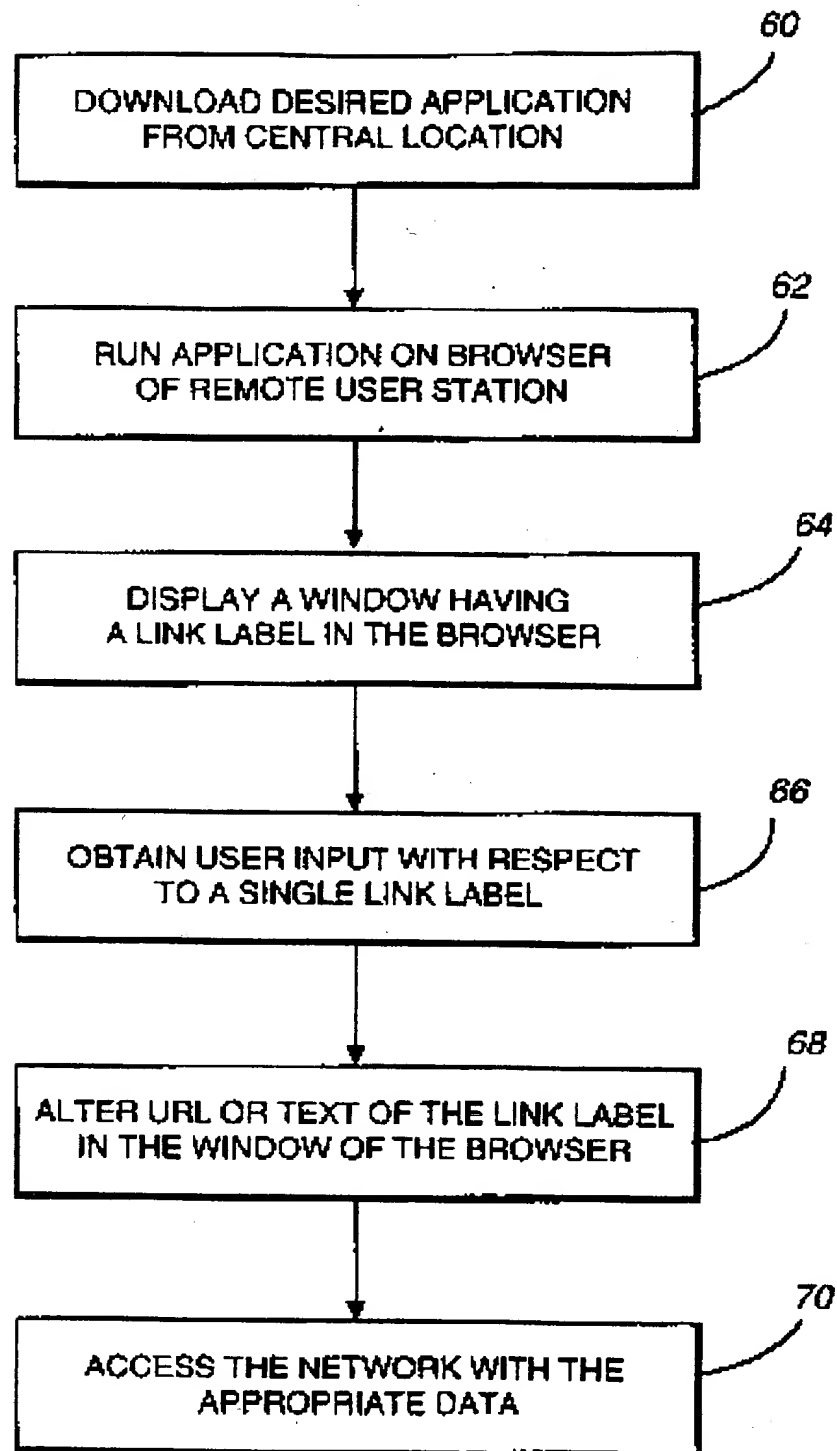 60
DOWNLOAD DESIRED APPLICATION
FROM CENTRAL LOCATION
62
RUN APPLICATION ON BROWSER
OF REMOTE USER STATION
64
DISPLAY A WINDOW HAVING
A LINK LABEL IN THE BROWSER
66
OBTAIN USER INPUT WITH RESPECT
TO A SINGLE LINK LABEL
68
ALTER URL OR TEXT OF THE LINK LABEL
IN THE WINDOW OF THE BROWSER
70
ACCESS THE NETWORK WITH THE
APPROPRIATE DATA